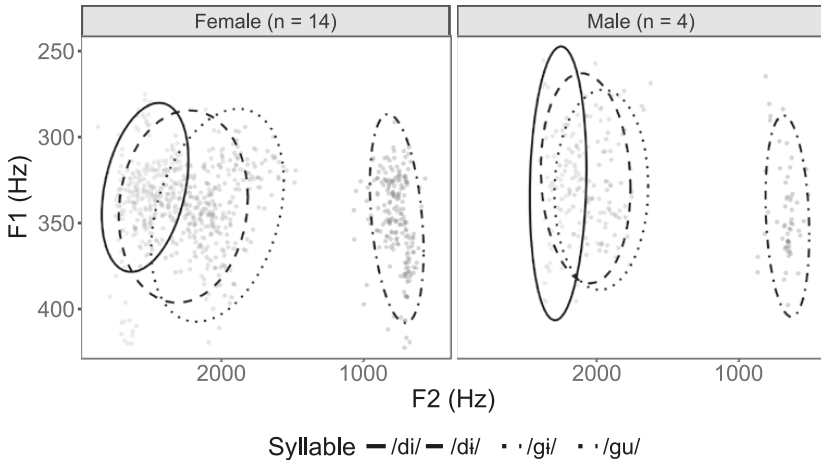 Female (n = 14)
Male (n = 4)
250
300
350
400
F1 (Hz)
2000
1000
2000
1000
F2 (Hz)
Syllable /di/ /dɨ/ /gɨ/ /gu/